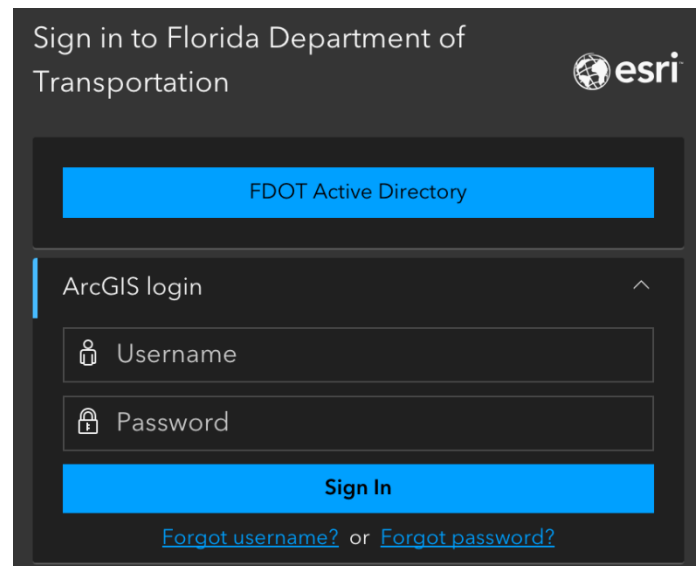 Sign in to Florida Department of
Transportation
esri
FDOT Active Directory
ArcGIS login
Username
Password
Sign In
Forgot username? or Forgot password?